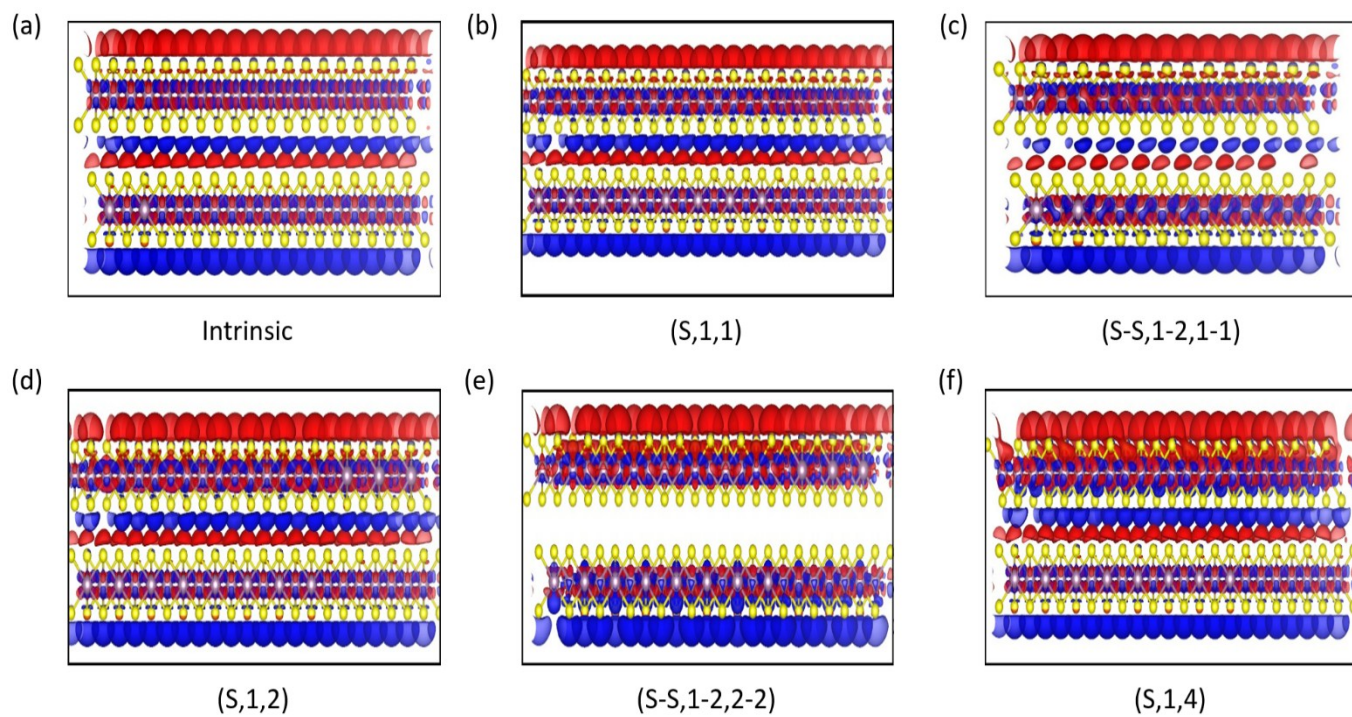 (a)
(b)
(c)
Intrinsic
(S,1,1)
(S-S,1-2,1-1)
(d)
(e)
(f)
(S,1,2)
(S-S,1-2,2-2)
(S,1,4)